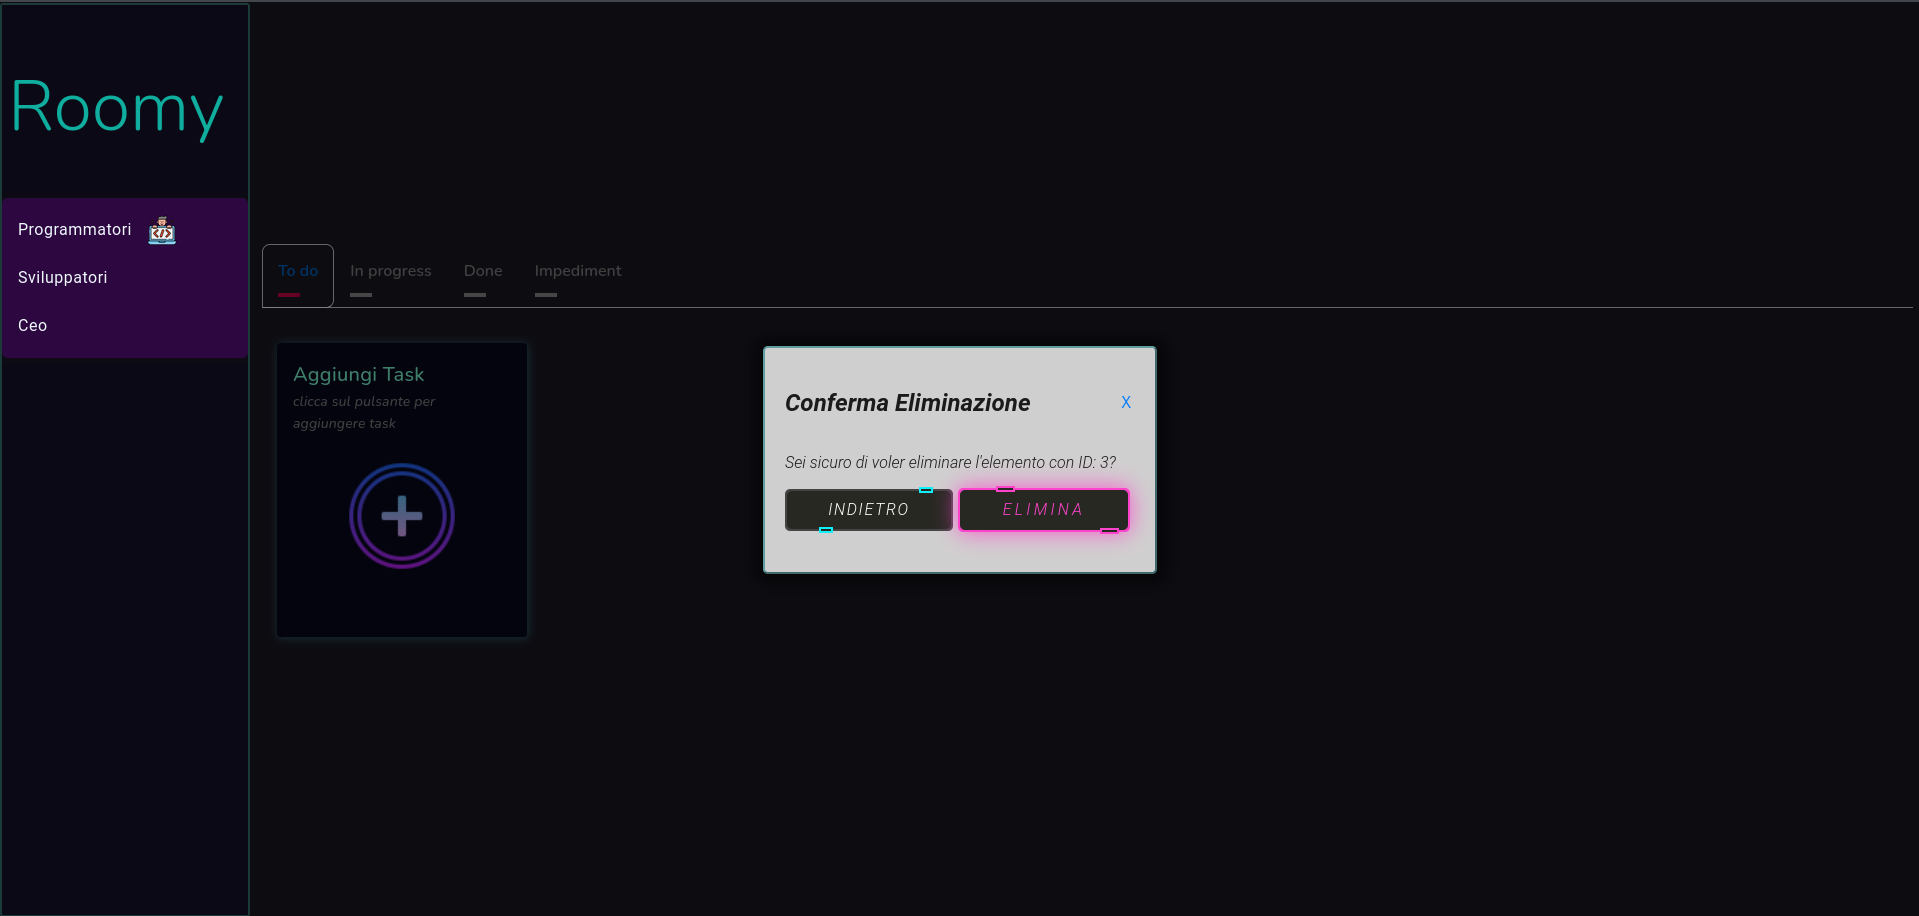 Roomy
Programmatori
Sviluppatori
Ceo
To do
In progress
Done
Impediment
Aggiungi Task
clicca sul pulsante per
aggiungere task
Conferma Eliminazione
X
Sei sicuro di voler eliminare l'elemento con ID: 3?
INDIETRO
ELIMINA